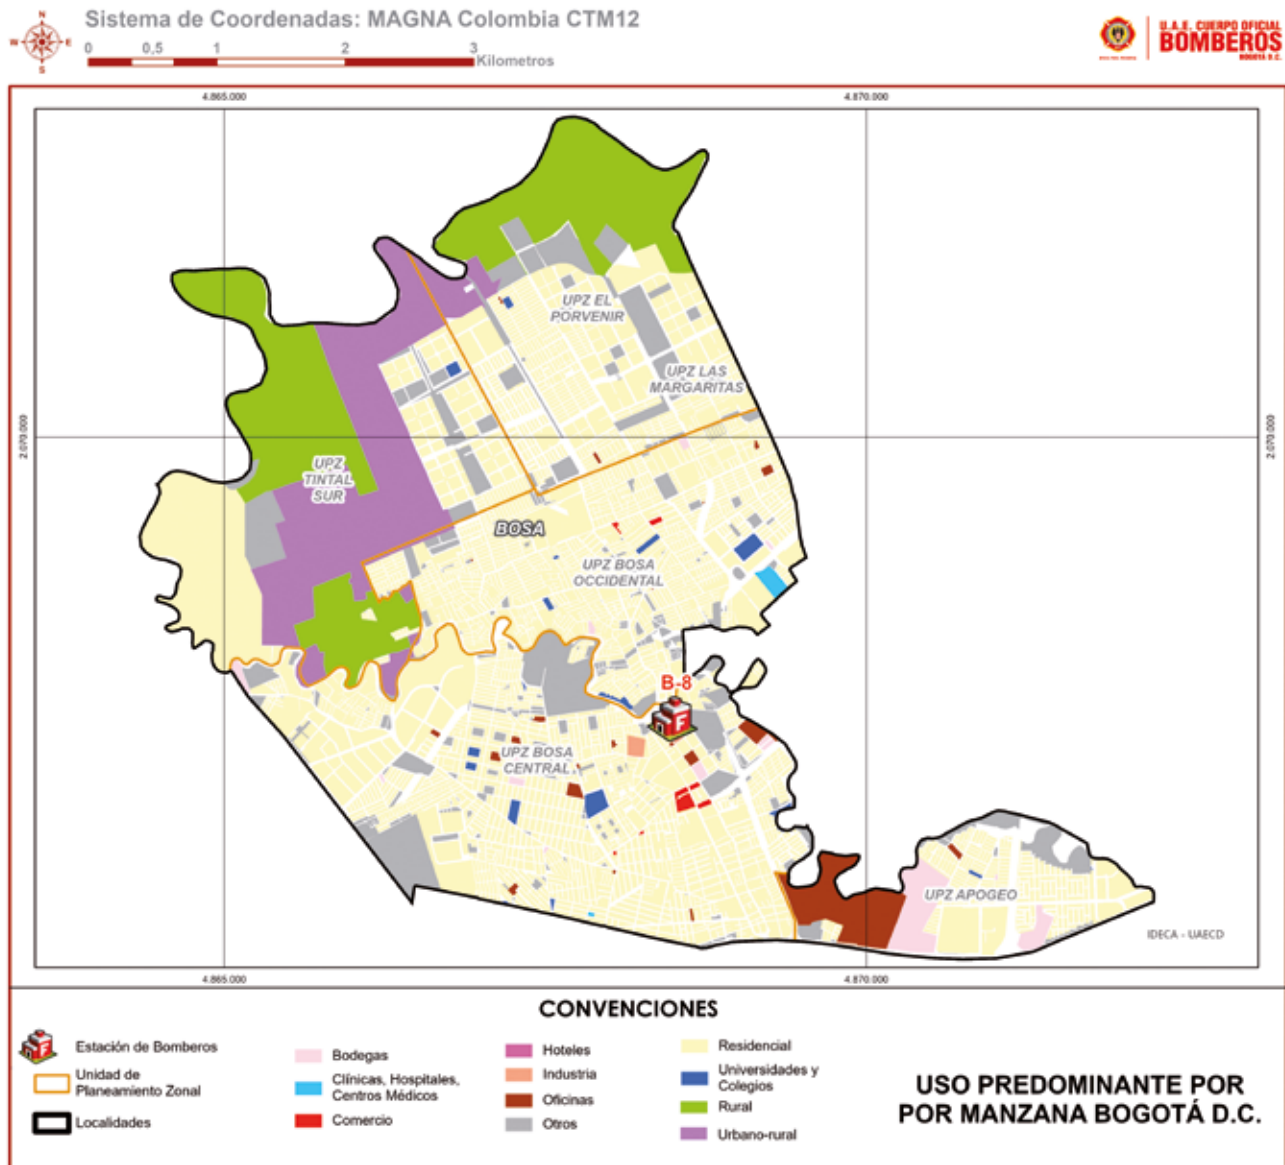 Sistema de Coordenadas: MAGNA Colombia CTM12
0 0,5 1 2 3
Kilometros
N
W E
S
U.A.E. CUERPO OFICIAL
BOMBEROS
BOGOTÁ D.C.
4.865.000 4.870.000
2.070.000 2.070.000
UPZ EL
PORVENIR
UPZ LAS
MARGARITAS
UPZ
TINTAL
SUR
BOSA
UPZ BOSA
OCCIDENTAL
B-8
F
UPZ BOSA
CENTRAL
UPZ APOGEO
IDECA - UAECD
4.865.000 4.870.000
CONVENCIONES
F
Estación de Bomberos
Unidad de
Planeamiento Zonal
Localidades
Bodegas
Clínicas, Hospitales,
Centros Médicos
Comercio
Hoteles
Industria
Oficinas
Otros
Residencial
Universidades y
Colegios
Rural
Urbano-rural
USO PREDOMINANTE POR
POR MANZANA BOGOTÁ D.C.